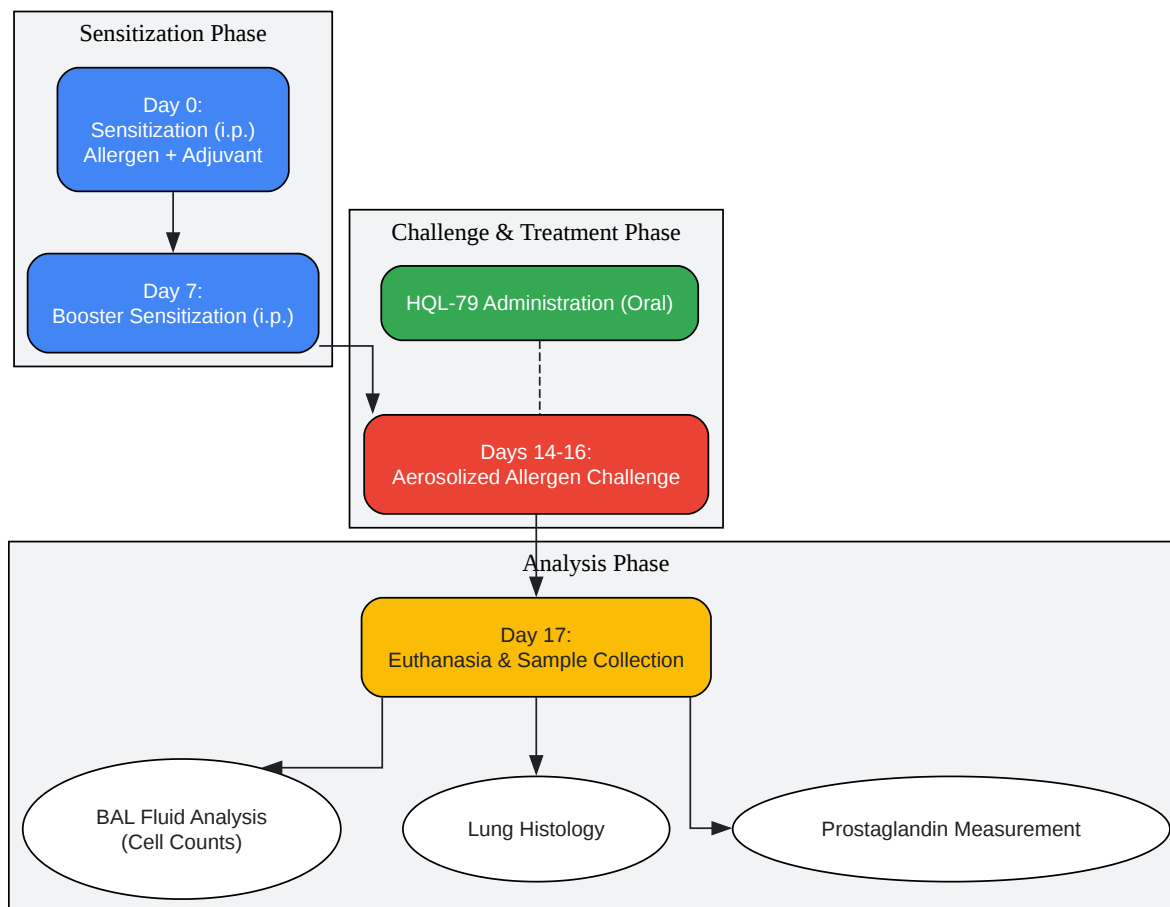 Sensitization Phase
Day 0:
Sensitization (i.p.)
Allergen + Adjuvant
Day 7:
Booster Sensitization (i.p.)
Challenge & Treatment Phase
HQL-79 Administration (Oral)
Days 14-16:
Aerosolized Allergen Challenge
Analysis Phase
Day 17:
Euthanasia & Sample Collection
BAL Fluid Analysis
(Cell Counts)
Lung Histology
Prostaglandin Measurement